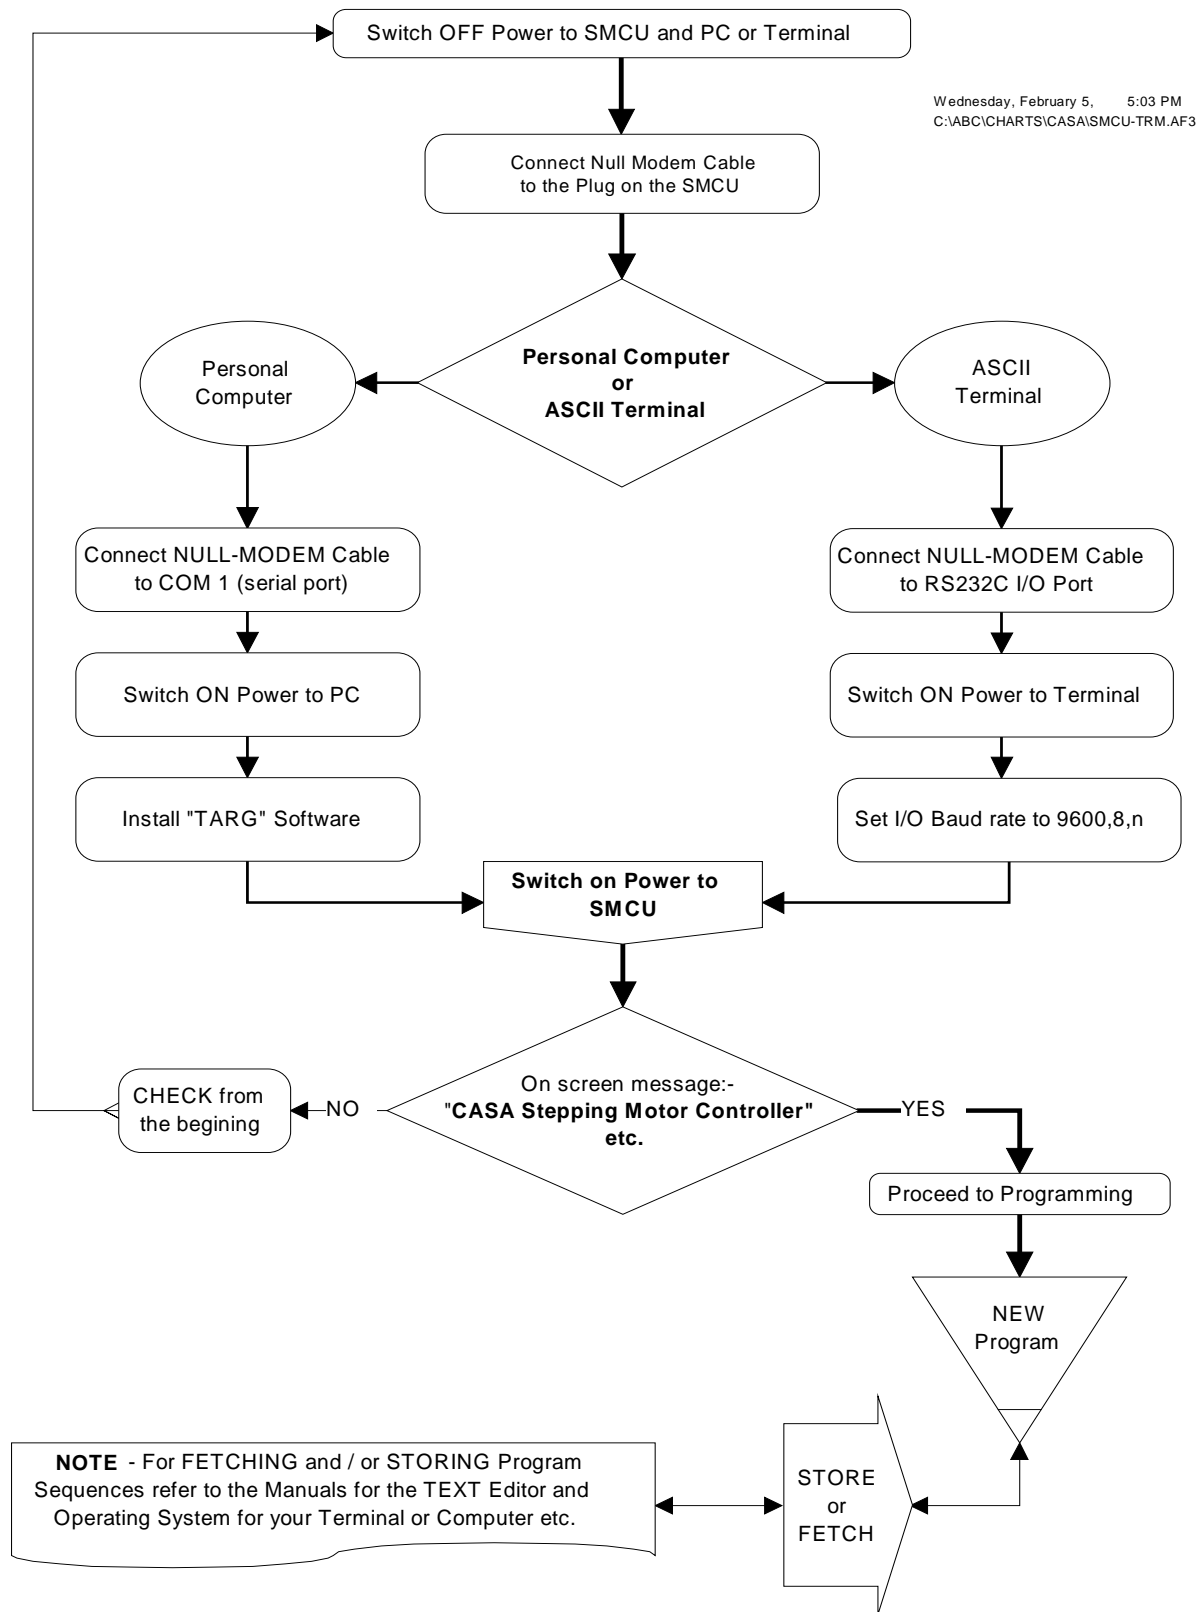 Switch OFF Power to SMCU and PC or Terminal
Wednesday, February 5, 5:03 PM
C:\ABC\CHARTS\CASA\SMCU-TRM.AF3
Connect Null Modem Cable
to the Plug on the SMCU
Personal Computer
or
ASCII Terminal
Personal
Computer
ASCII
Terminal
Connect NULL-MODEM Cable
to COM 1 (serial port)
Connect NULL-MODEM Cable
to RS232C I/O Port
Switch ON Power to PC
Switch ON Power to Terminal
Install "TARG" Software
Set I/O Baud rate to 9600,8,n
Switch on Power to
SMCU
On screen message:-
"CASA Stepping Motor Controller"
etc.
NO
CHECK from
the begining
YES
Proceed to Programming
NEW
Program
STORE
or
FETCH
NOTE - For FETCHING and / or STORING Program
Sequences refer to the Manuals for the TEXT Editor and
Operating System for your Terminal or Computer etc.